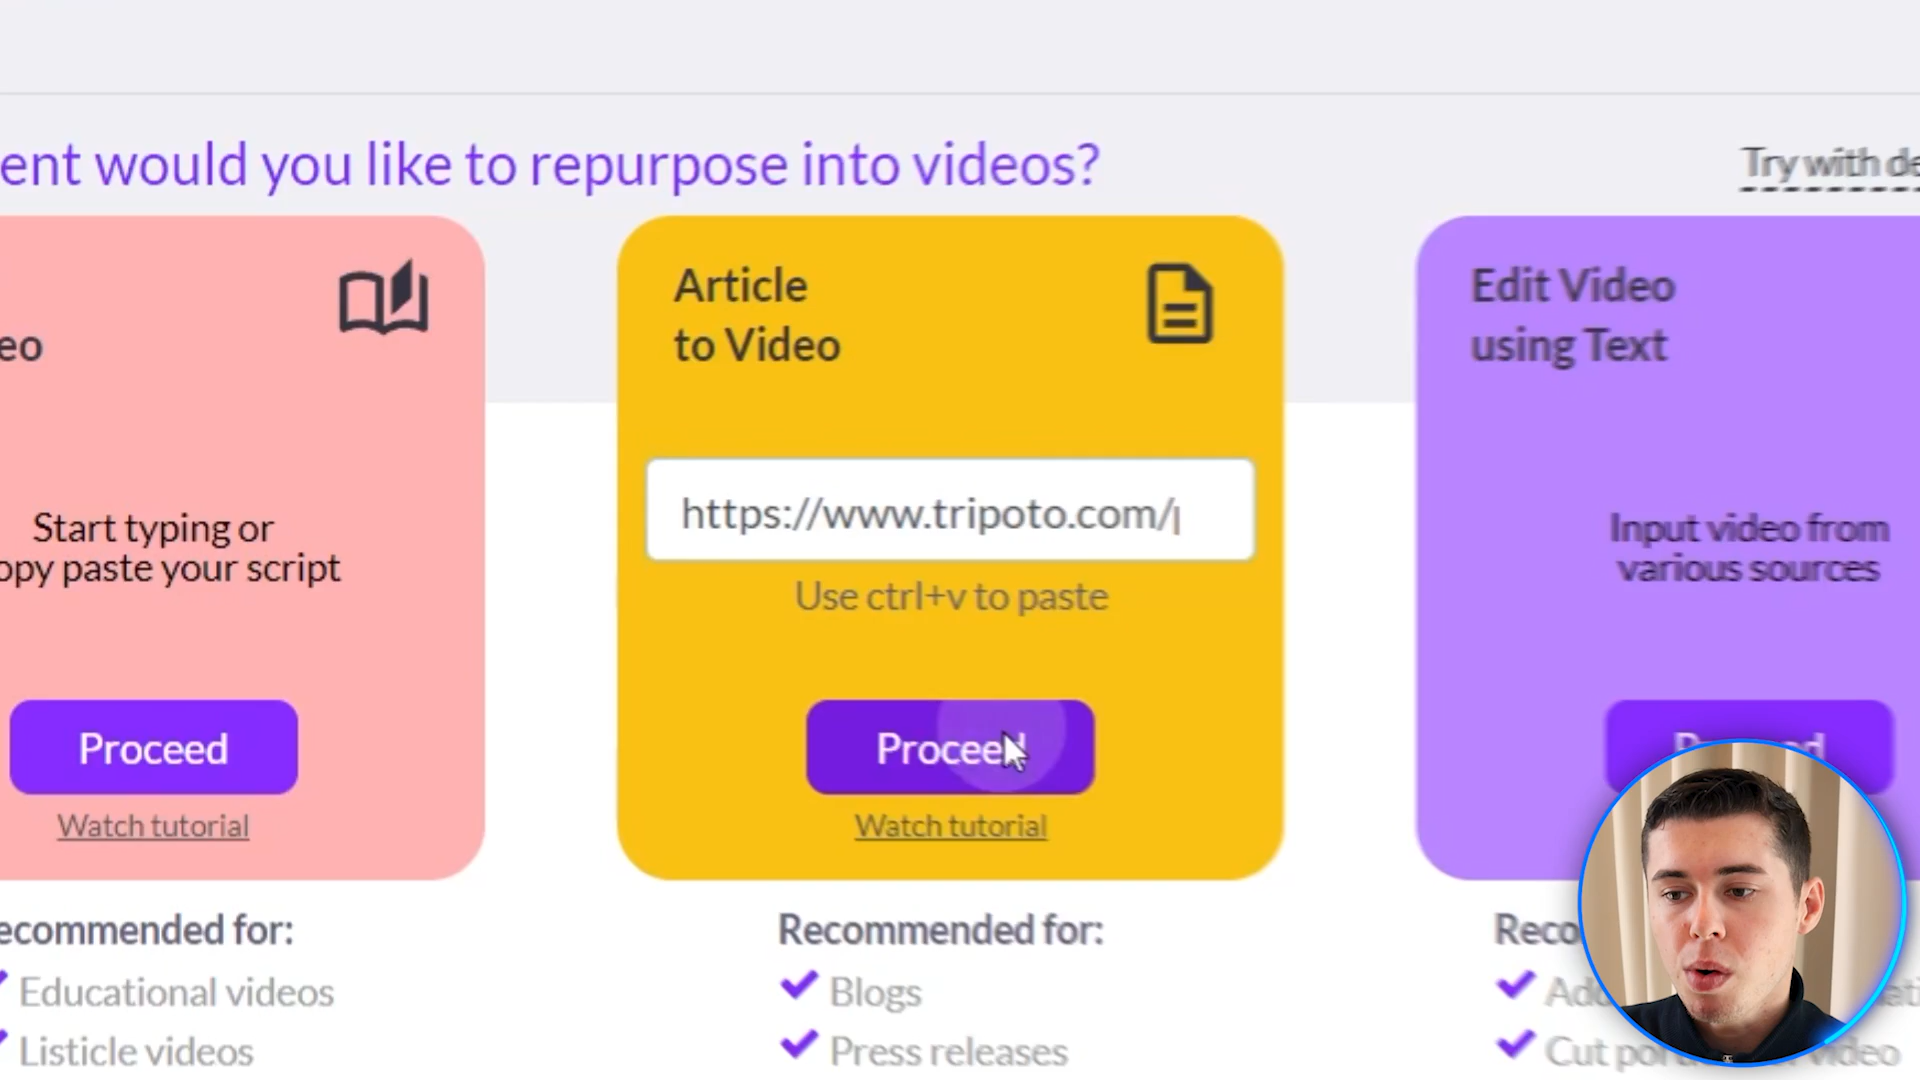 ent would you like to repurpose into videos?
Try with de
eo
Start typing or
opy paste your script
Proceed
Watch tutorial
ecommended for:
Educational videos
Listicle videos
Article
to Video
https://www.tripoto.com/
Use ctrl+v to paste
Proceed
Watch tutorial
Recommended for:
Blogs
Press releases
Edit Video
using Text
Input video from
various sources
Reco
Cut po
video